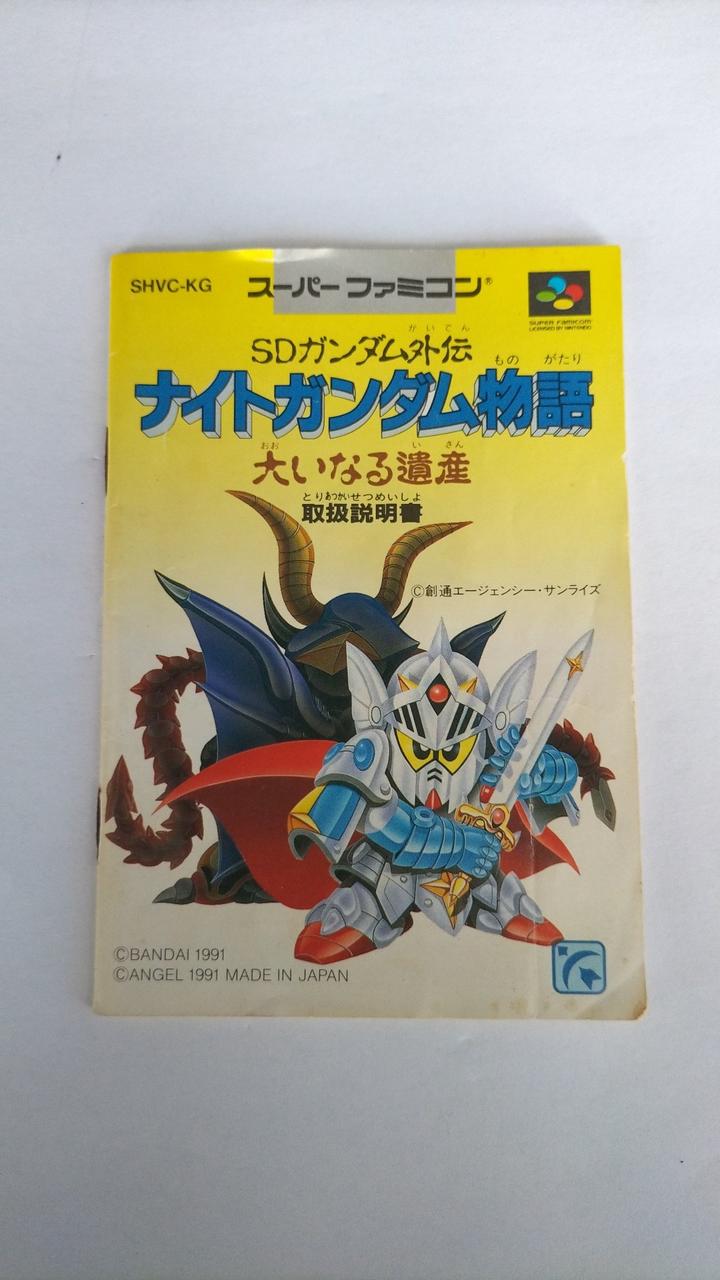 SHVC-KG
スーパーファミコン®
SUPER FAMICOM
LICENSED BY NINTENDO
がいでん
SDガンダム外伝
もの がたり
ナイトガンダム物語
おお い さん
大いなる遺産
とりあつかいせつめいしょ
取扱説明書
©創通エージェンシー・サンライズ
©BANDAI 1991
©ANGEL 1991 MADE IN JAPAN